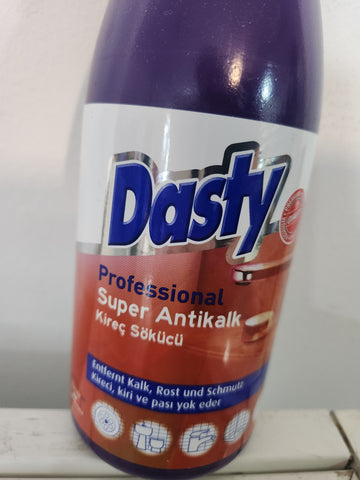 Dasty
Professional
Super Antikalk
Kireç Sökücü
Entfernt Kalk, Rost und Schmutz
Kireci, kiri ve pası yok eder